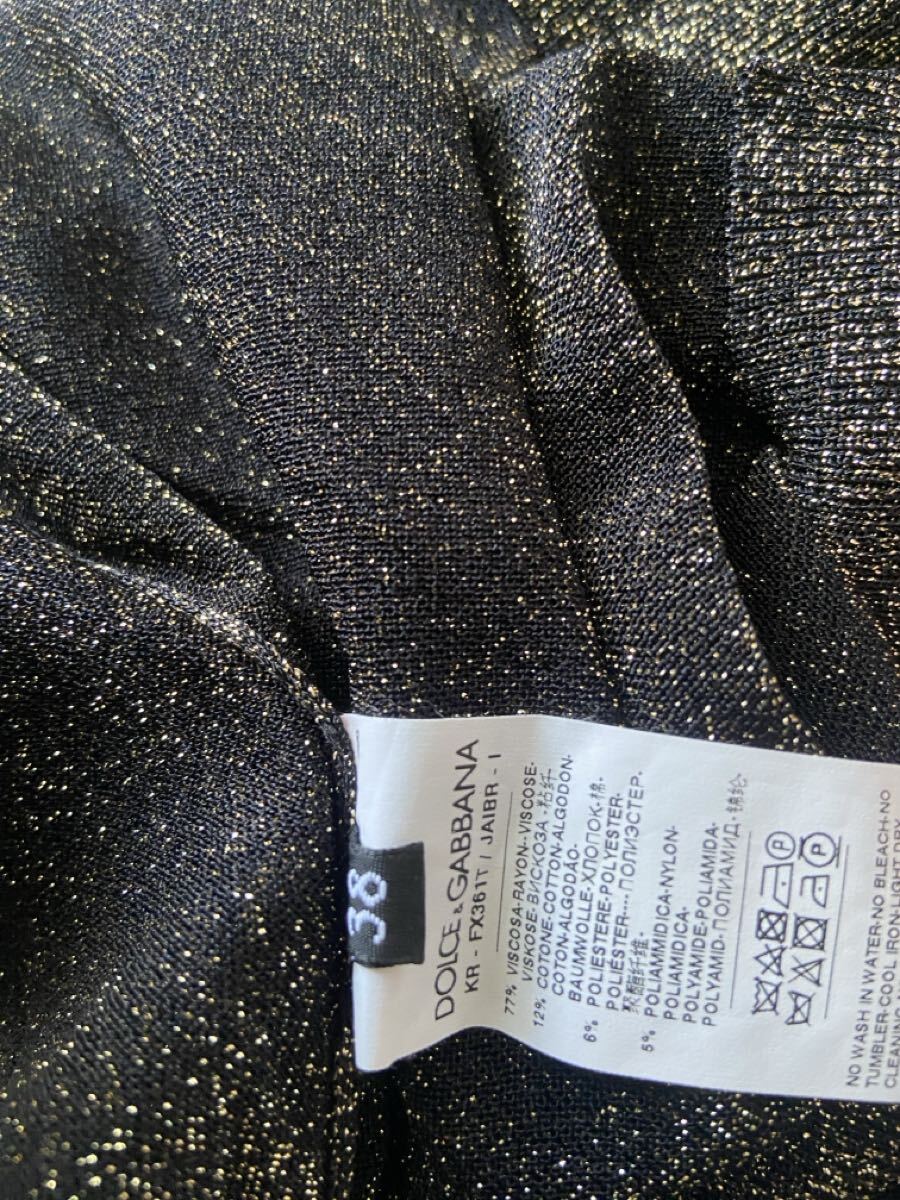 38
DOLCE & GABBANA
KR - FX361T / JAIBR - I
77% VISCOSA-RAYON--VISCOSE-
VISKOSE-ВИСКОЗА-粘纤
12% COTONE-COTTON-ALGODON-
COTON-ALGODÃO-
BAUMWOLLE-ХЛОПОК-棉-
6% POLIESTERE-POLYESTER-
POLIÉSTER-...-ПОЛИЭСТЕР.
聚酯纤维-
5% POLIAMIDICA-NYLON-
POLIAMIDICA-
POLYAMIDE-POLIAMIDA-
POLYAMID-ПОЛИАМИД-锦纶-
P
P
NO WASH IN WATER-NO BLEACH-NO
TUMBLER-COOL IRON-LIGHT DRY
CLEANING